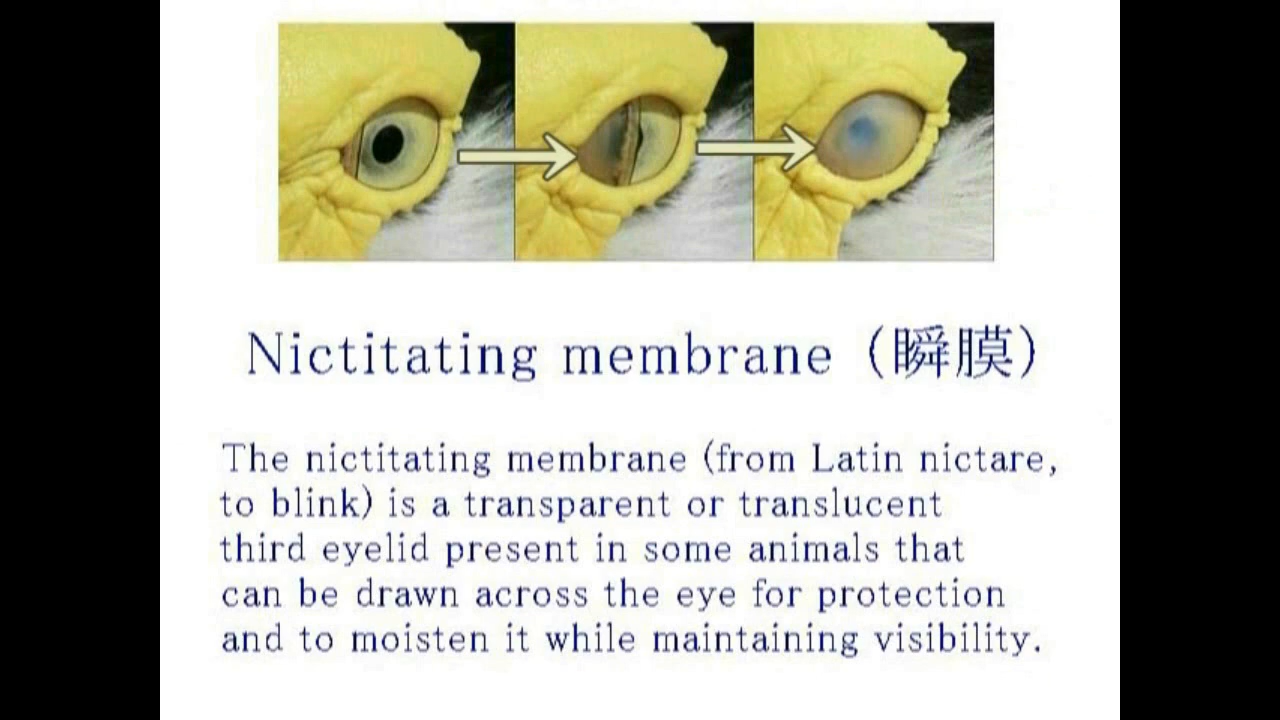 Nictitating membrane (瞬膜)
The nictitating membrane (from Latin nictare,
to blink) is a transparent or translucent
third eyelid present in some animals that
can be drawn across the eye for protection
and to moisten it while maintaining visibility.